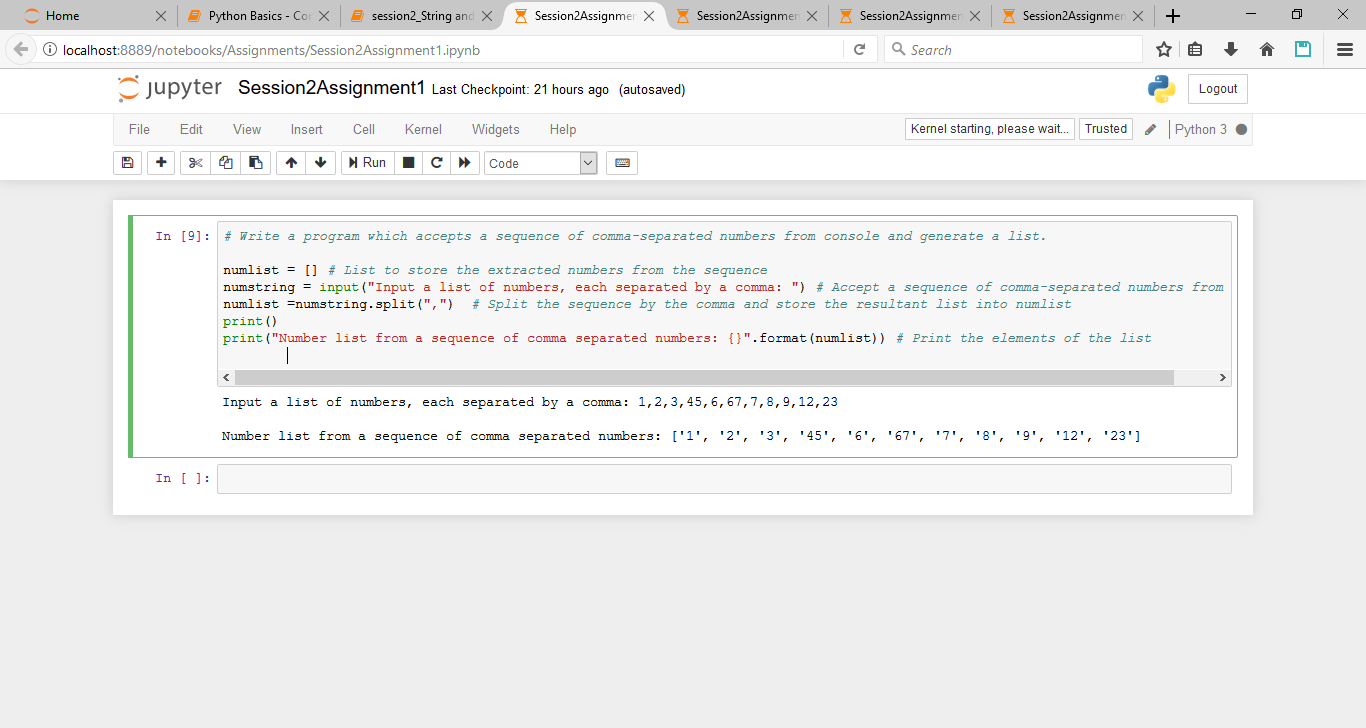 Home
Python Basics - Co
session2_String and
Session2Assignmen
Session2Assignmen
Session2Assignmen
Session2Assignmen
localhost:8889/notebooks/Assignments/Session2Assignment1.ipynb
Search
jupyter Session2Assignment1 Last Checkpoint: 21 hours ago (autosaved)
Logout
File Edit View Insert Cell Kernel Widgets Help
Kernel starting, please wait... Trusted Python 3
Run Code
In [9]: # Write a program which accepts a sequence of comma-separated numbers from console and generate a list.
numlist = [] # List to store the extracted numbers from the sequence
numstring = input("Input a list of numbers, each separated by a comma: ") # Accept a sequence of comma-separated numbers from
numlist =numstring.split(",")  # Split the sequence by the comma and store the resultant list into numlist
print()
print("Number list from a sequence of comma separated numbers: {}".format(numlist)) # Print the elements of the list
Input a list of numbers, each separated by a comma: 1,2,3,45,6,67,7,8,9,12,23
Number list from a sequence of comma separated numbers: ['1', '2', '3', '45', '6', '67', '7', '8', '9', '12', '23']
In [ ]: